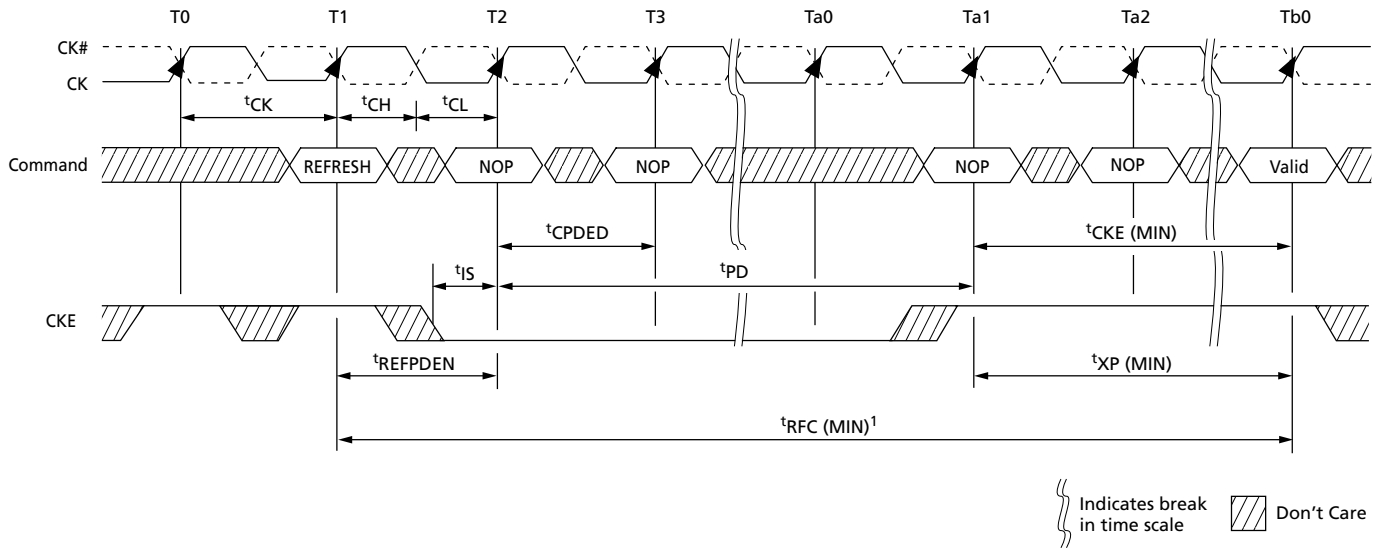 T0 T1 T2 T3 Ta0 Ta1 Ta2 Tb0
CK#
CK
tCK tCH tCL
Command REFRESH NOP NOP NOP NOP Valid
tCPDED tCKE (MIN)
tIS tPD
CKE
tREFPDEN tXP (MIN)
tRFC (MIN)1
Indicates break
in time scale
Don't Care